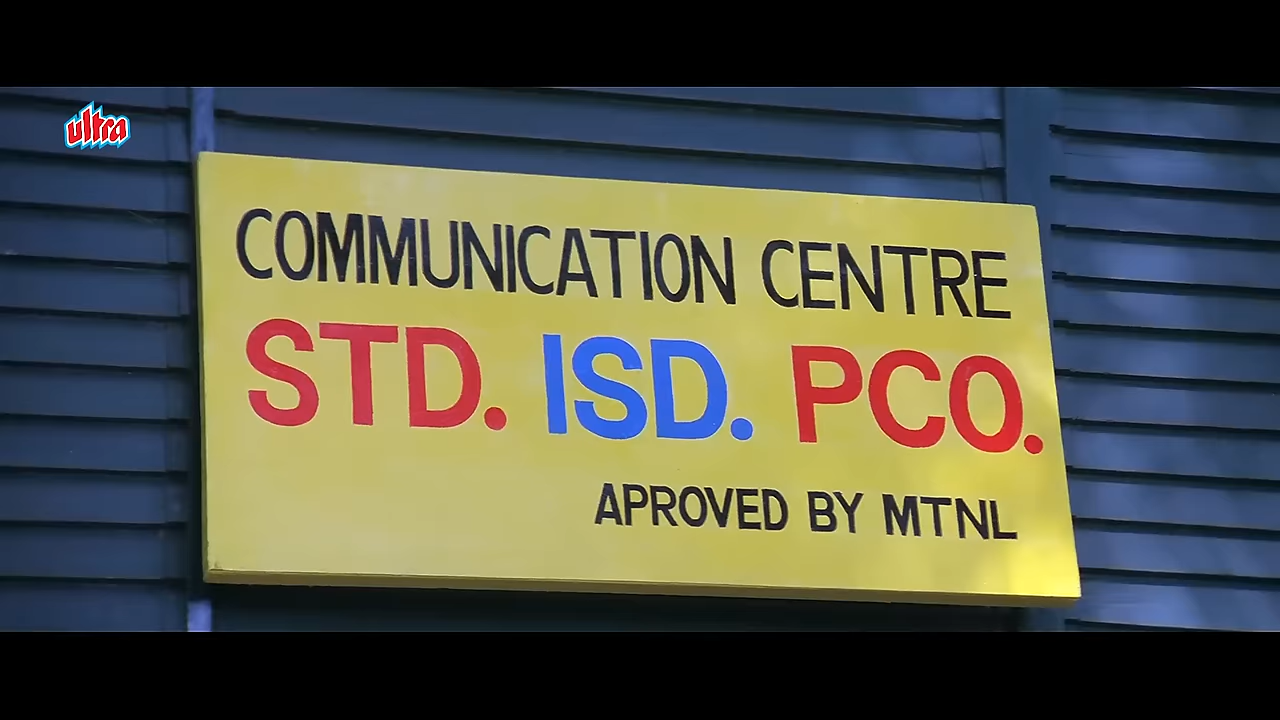 ultra
COMMUNICATION CENTRE
STD. ISD. PCO.
APROVED BY MTNL